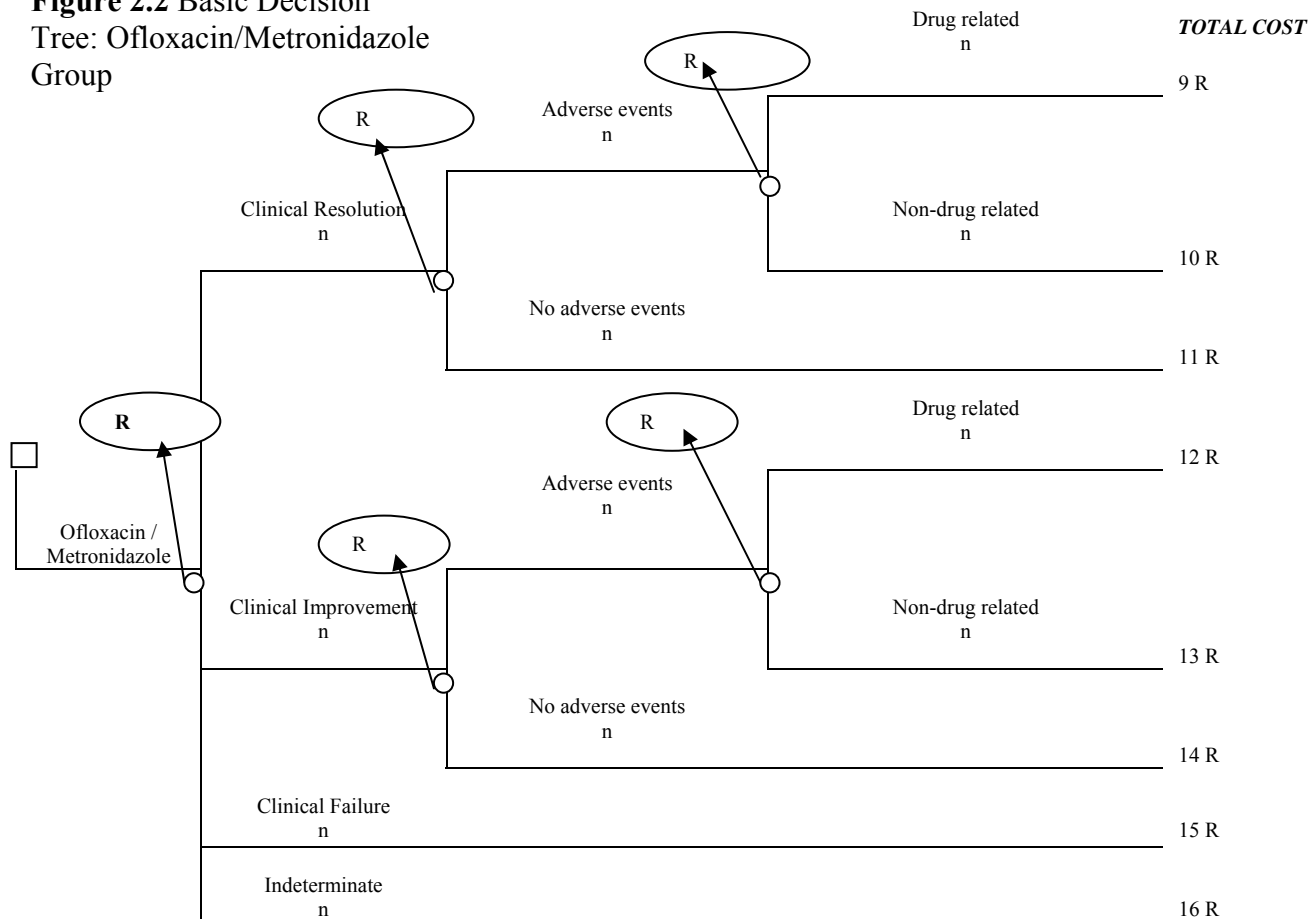 Figure 2.2 Basic Decision
Tree: Ofloxacin/Metronidazole
Group
TOTAL COST
Drug related
n
9 R
R
R
Adverse events
n
Clinical Resolution
n
Non-drug related
n
10 R
No adverse events
n
11 R
R
R
Drug related
n
12 R
Adverse events
n
Ofloxacin /
Metronidazole
R
Clinical Improvement
n
Non-drug related
n
13 R
No adverse events
n
14 R
Clinical Failure
n
15 R
Indeterminate
n
16 R